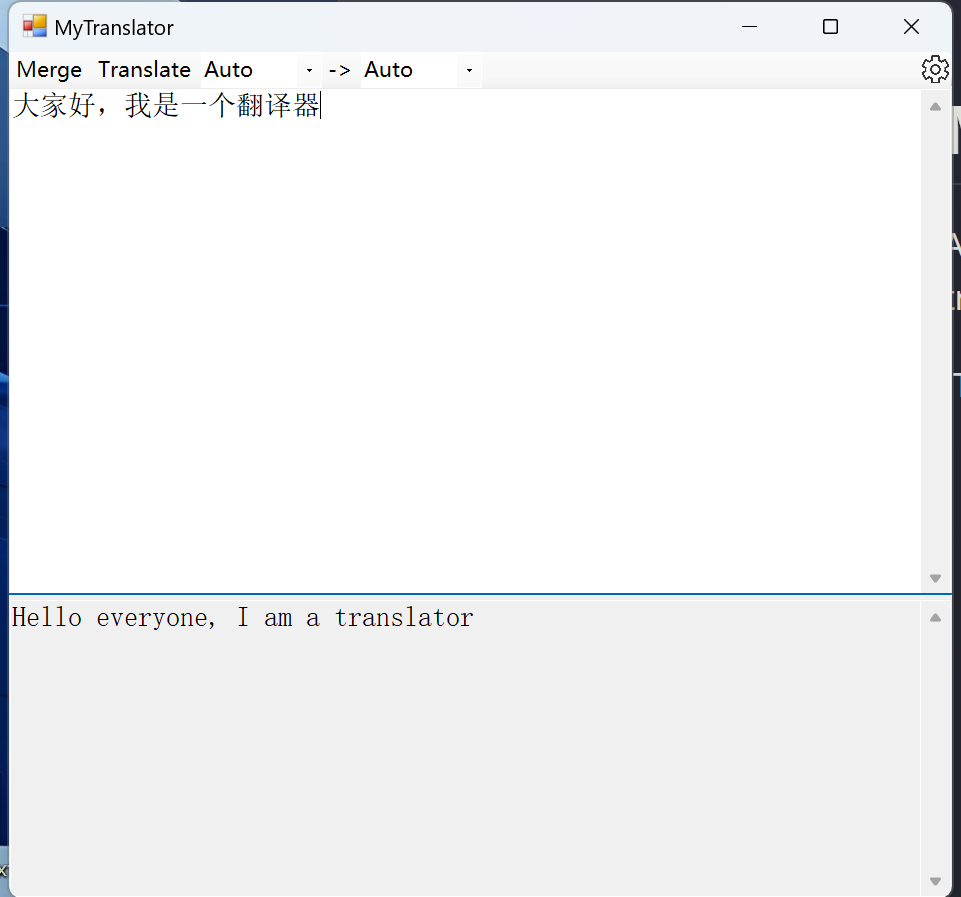 MyTranslator
Merge Translate Auto -> Auto
大家好，我是一个翻译器
Hello everyone, I am a translator